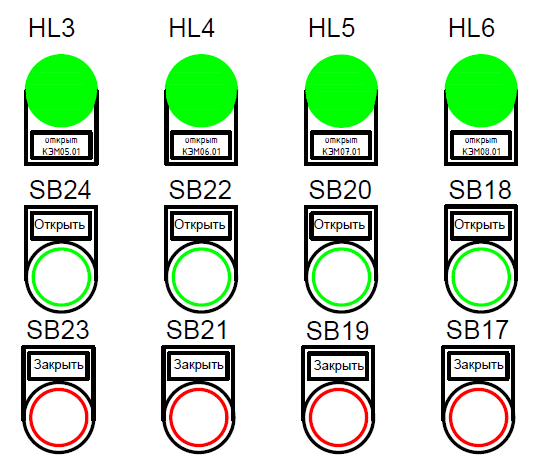 HL3 HL4 HL5 HL6
открыт открыт открыт открыт
КЭМ05.01 КЭМ06.01 КЭМ07.01 КЭМ08.01
SB24 SB22 SB20 SB18
Открыть Открыть Открыть Открыть
SB23 SB21 SB19 SB17
Закрыть Закрыть Закрыть Закрыть